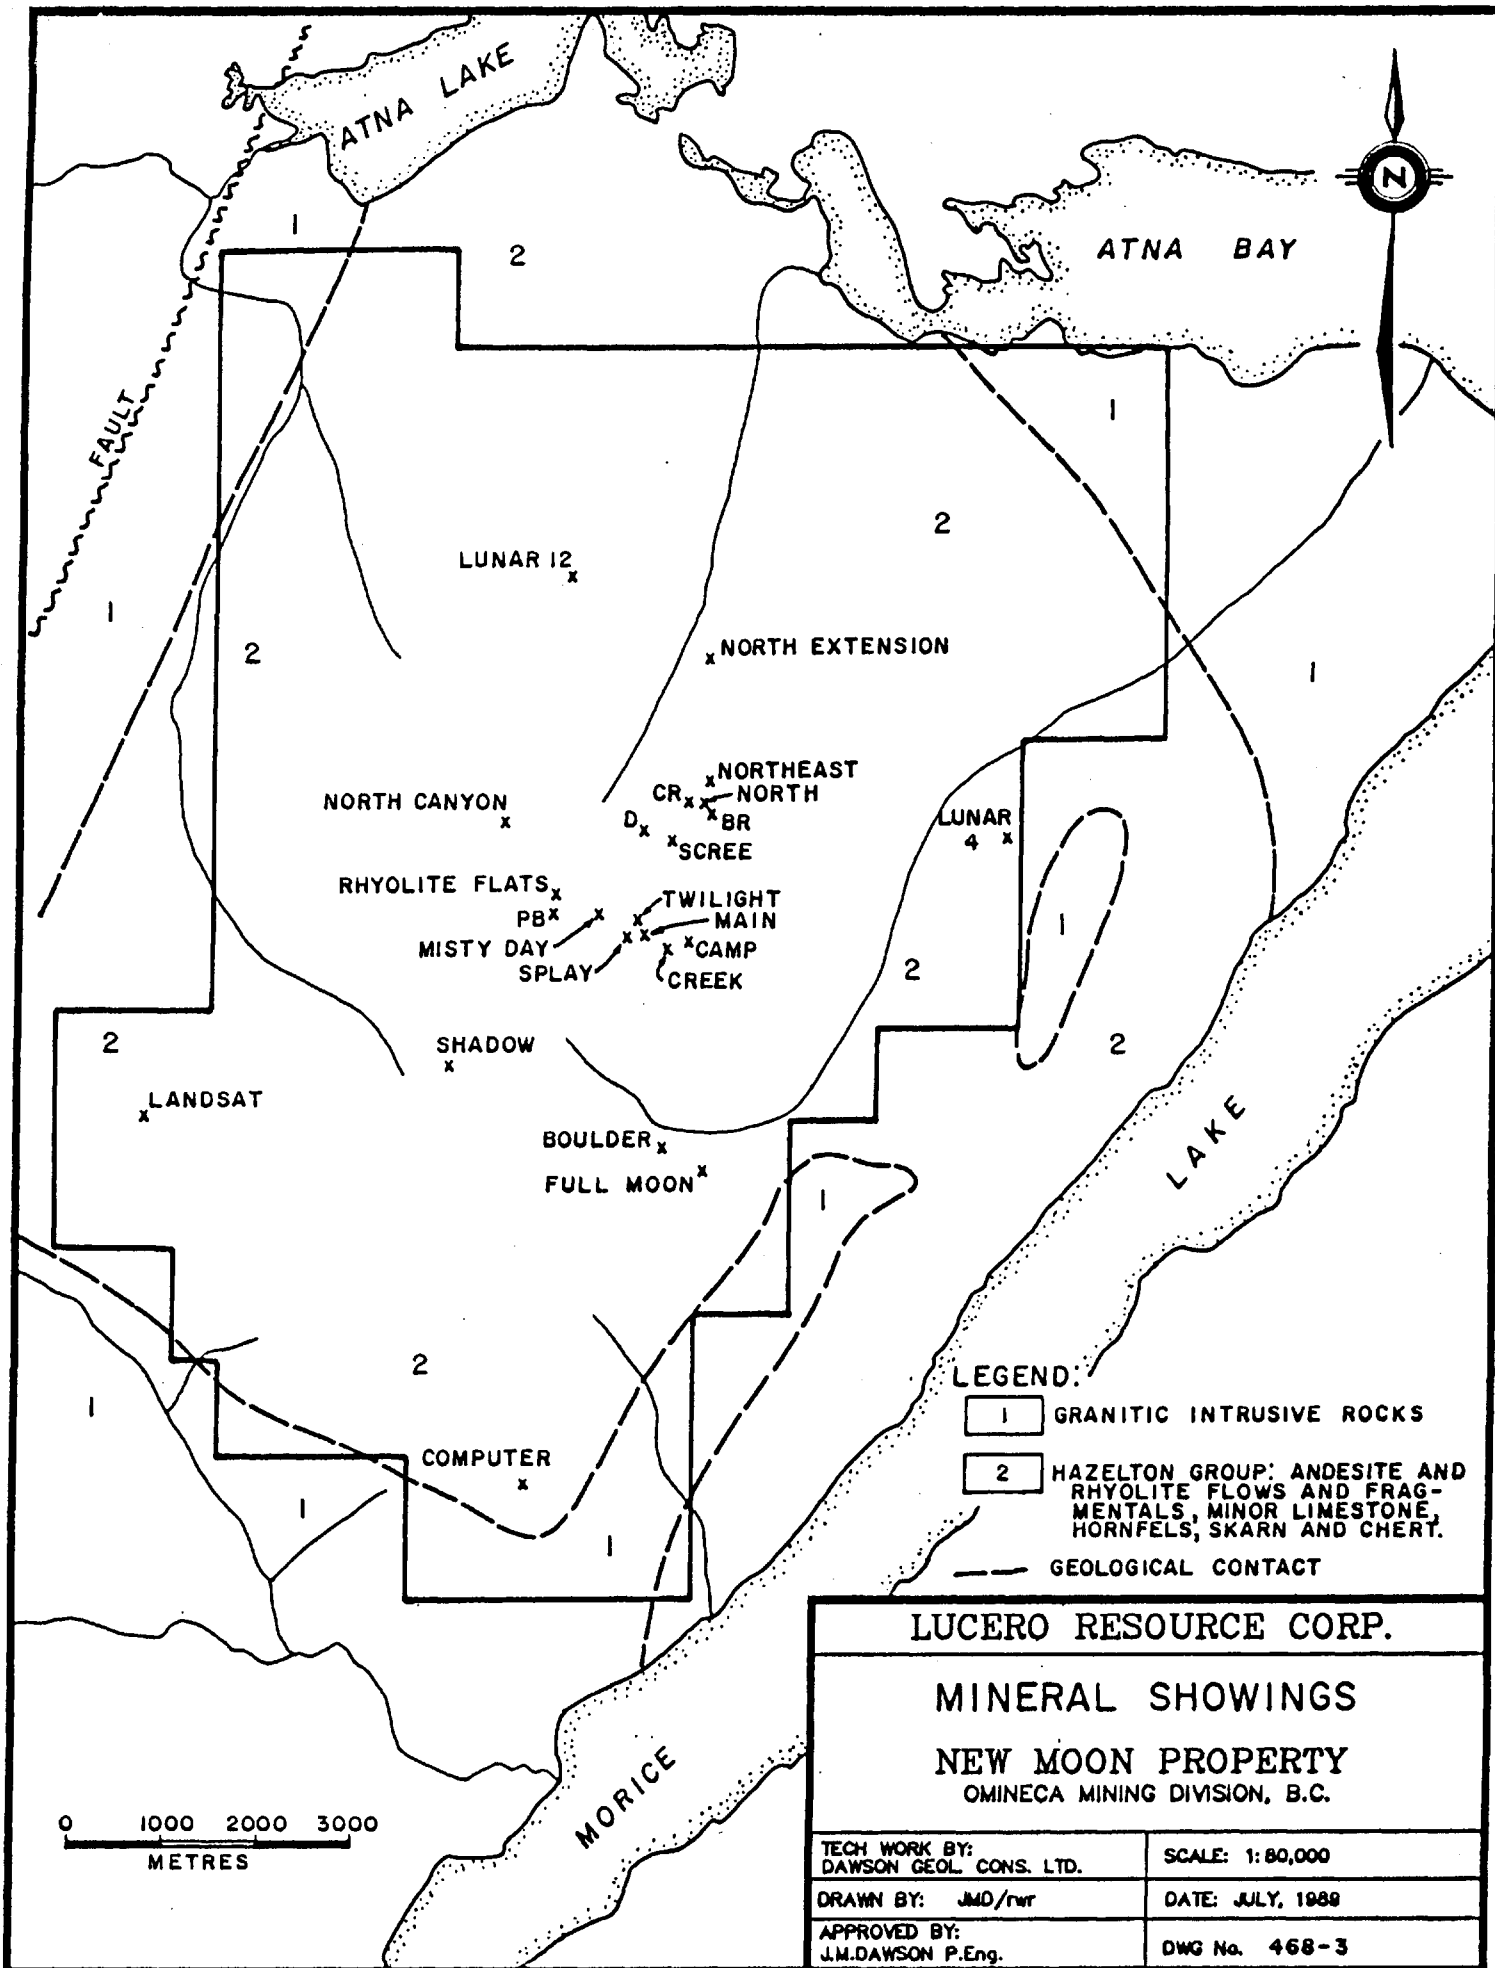 ATNA LAKE
N
ATNA BAY
1
2
FAULT
1
2
LUNAR 12
1
2
NORTH EXTENSION
1
NORTHEAST
CR
NORTH
NORTH CANYON
D
BR
SCREE
LUNAR
4
RHYOLITE FLATS
TWILIGHT
PB
MAIN
MISTY DAY
CAMP
SPLAY
CREEK
1
2
2
SHADOW
2
LANDSAT
BOULDER
FULL MOON
1
LAKE
2
1
COMPUTER
1
1
LEGEND:
1 GRANITIC INTRUSIVE ROCKS
2 HAZELTON GROUP: ANDESITE AND
RHYOLITE FLOWS AND FRAG-
MENTALS, MINOR LIMESTONE,
HORNFELS, SKARN AND CHERT.
GEOLOGICAL CONTACT
MORICE
0 1000 2000 3000
METRES
LUCERO RESOURCE CORP.
MINERAL SHOWINGS
NEW MOON PROPERTY
OMINECA MINING DIVISION, B.C.
TECH WORK BY:
DAWSON GEOL. CONS. LTD.
SCALE: 1:80,000
DRAWN BY: JMD/rwr
DATE: JULY, 1989
APPROVED BY:
J.M.DAWSON P.Eng.
DWG No. 468-3